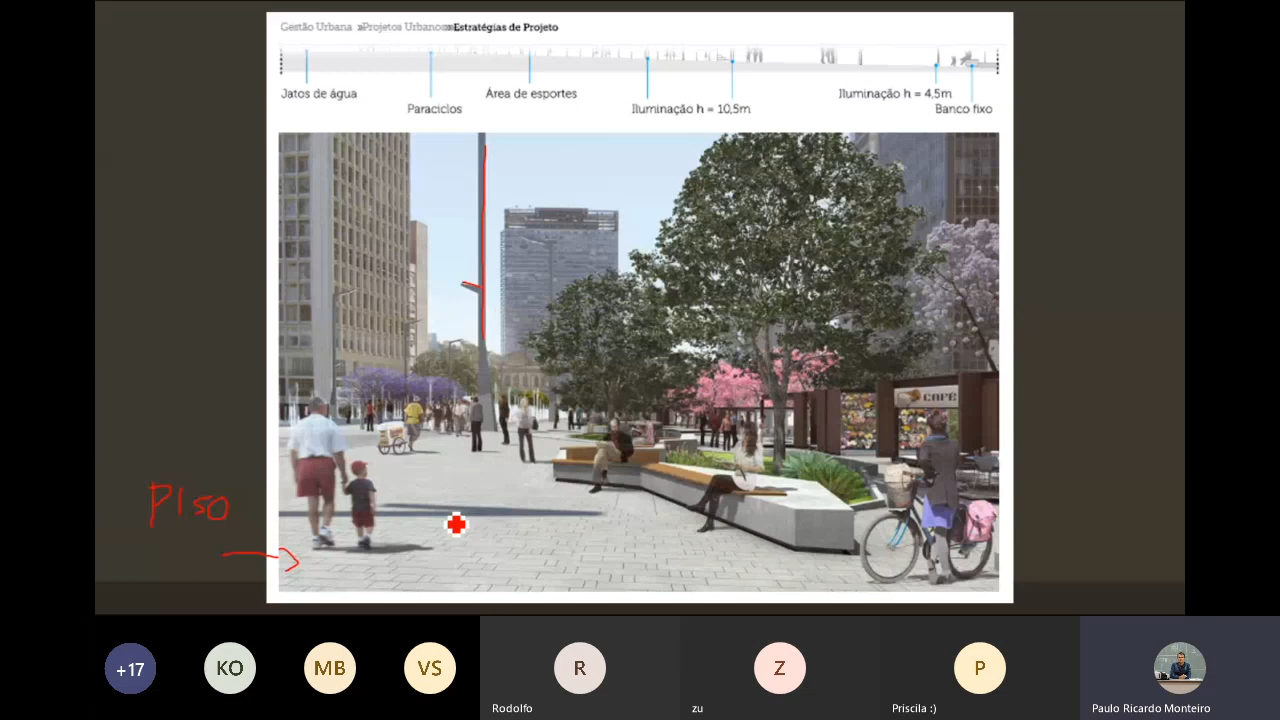 Gestão Urbana »Projetos Urbanos »Estratégias de Projeto
Jatos de água
Paraciclos
Área de esportes
Iluminação h = 10,5m
Iluminação h = 4,5m
Banco fixo
CAFÉ
PISO
+17
KO
MB
VS
R
Z
P
Rodolfo
zu
Priscila :)
Paulo Ricardo Monteiro